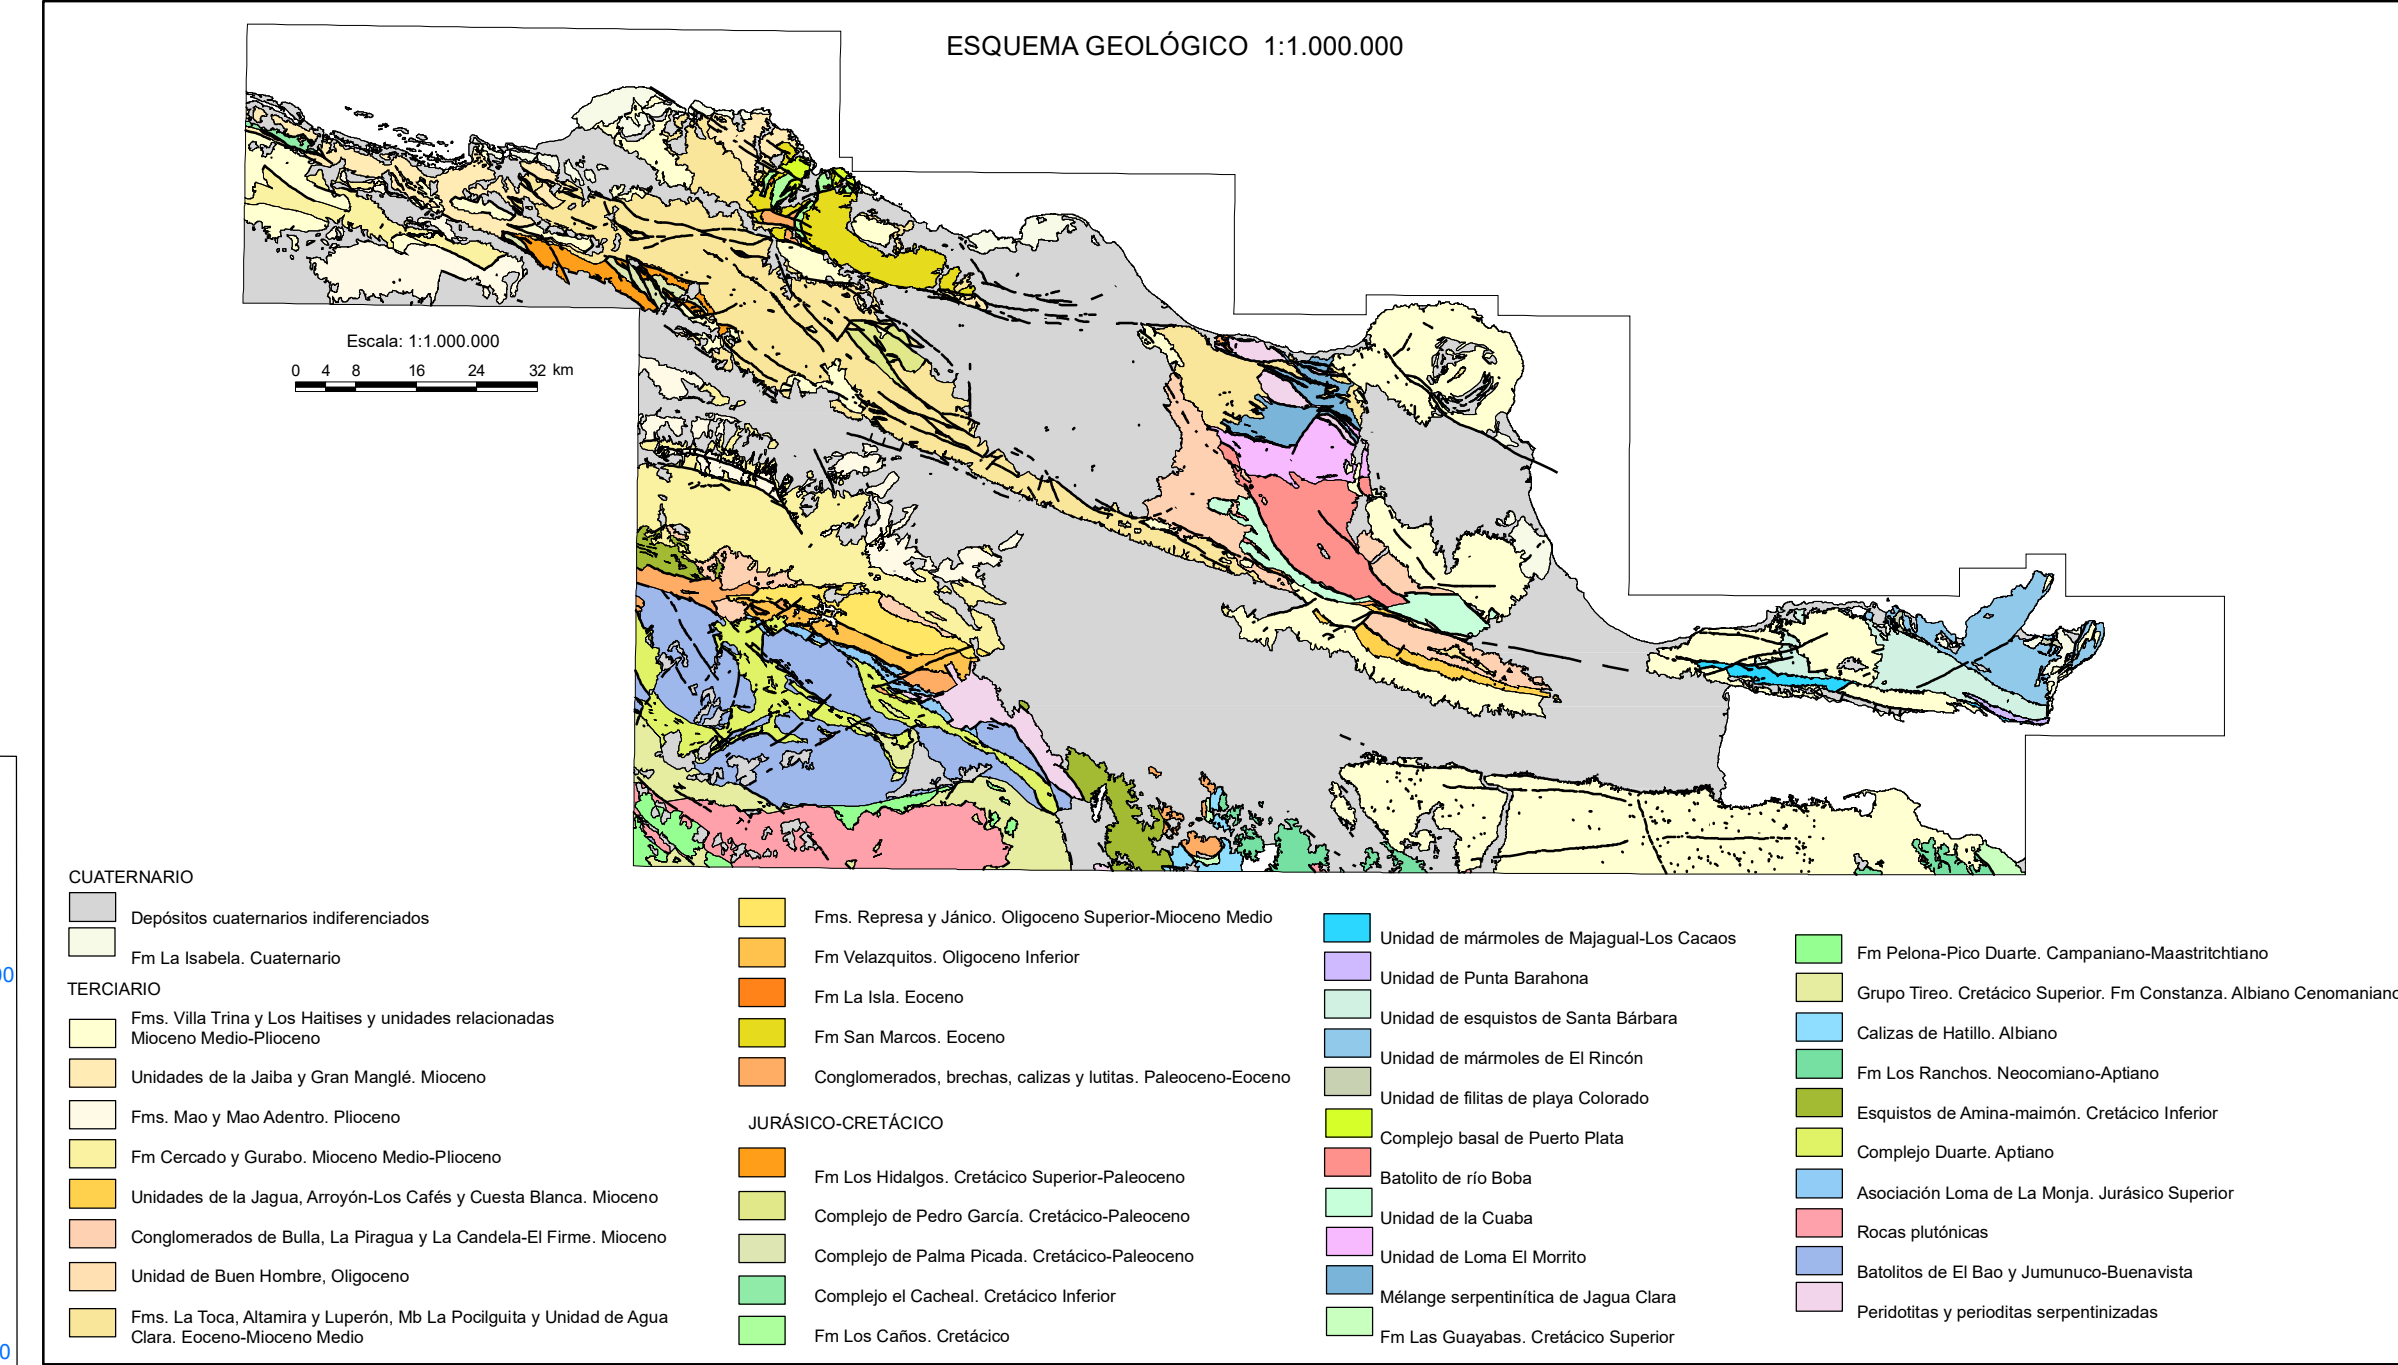 ESQUEMA GEOLÓGICO 1:1.000.000
Escala: 1:1.000.000
0 4 8 16 24 32 km
CUATERNARIO
Depósitos cuaternarios indiferenciados
Fm La Isabela. Cuaternario
TERCIARIO
Fms. Villa Trina y Los Haitises y unidades relacionadas
Mioceno Medio-Plioceno
Unidades de la Jaiba y Gran Manglé. Mioceno
Fms. Mao y Mao Adentro. Plioceno
Fm Cercado y Gurabo. Mioceno Medio-Plioceno
Unidades de la Jagua, Arroyón-Los Cafés y Cuesta Blanca. Mioceno
Conglomerados de Bulla, La Piragua y La Candela-El Firme. Mioceno
Unidad de Buen Hombre, Oligoceno
Fms. La Toca, Altamira y Luperón, Mb La Pocilguita y Unidad de Agua
Clara. Eoceno-Mioceno Medio
Fms. Represa y Jánico. Oligoceno Superior-Mioceno Medio
Fm Velazquitos. Oligoceno Inferior
Fm La Isla. Eoceno
Fm San Marcos. Eoceno
Conglomerados, brechas, calizas y lutitas. Paleoceno-Eoceno
JURÁSICO-CRETÁCICO
Fm Los Hidalgos. Cretácico Superior-Paleoceno
Complejo de Pedro García. Cretácico-Paleoceno
Complejo de Palma Picada. Cretácico-Paleoceno
Complejo el Cacheal. Cretácico Inferior
Fm Los Caños. Cretácico
Unidad de mármoles de Majagual-Los Cacaos
Unidad de Punta Barahona
Unidad de esquistos de Santa Bárbara
Unidad de mármoles de El Rincón
Unidad de filitas de playa Colorado
Complejo basal de Puerto Plata
Batolito de río Boba
Unidad de la Cuaba
Unidad de Loma El Morrito
Mélange serpentinítica de Jagua Clara
Fm Las Guayabas. Cretácico Superior
Fm Pelona-Pico Duarte. Campaniano-Maastritchtiano
Grupo Tireo. Cretácico Superior. Fm Constanza. Albiano Cenomaniano
Calizas de Hatillo. Albiano
Fm Los Ranchos. Neocomiano-Aptiano
Esquistos de Amina-maimón. Cretácico Inferior
Complejo Duarte. Aptiano
Asociación Loma de La Monja. Jurásico Superior
Rocas plutónicas
Batolitos de El Bao y Jumunuco-Buenavista
Peridotitas y perioditas serpentinizadas